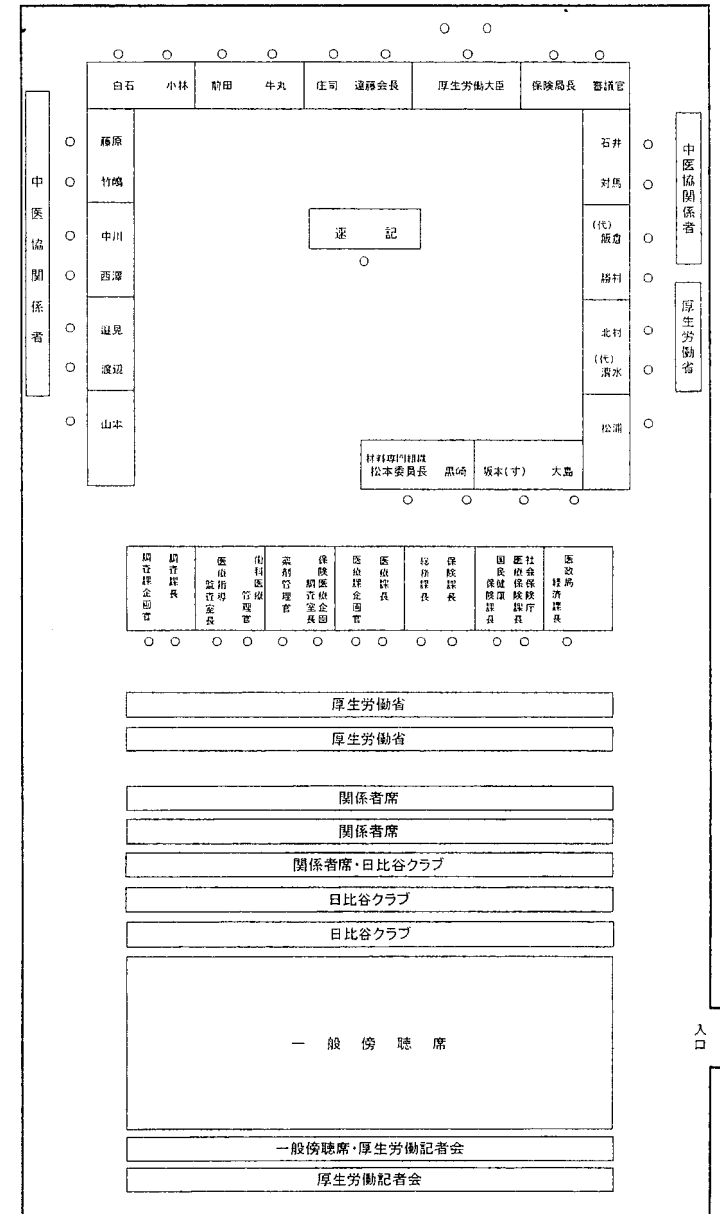 白石 小林 前田 牛丸 庄司 遠藤会長 厚生労働大臣 保険局長 審議官
中医協関係者
藤原
竹嶋
中川
西澤
渡辺
山本
速記
石井
対馬
(代)
飯倉
勝村
北村
(代)
清水
松浦
中医協関係者
厚生労働省
材料専門組織
松本委員長 黒崎 坂本(す) 大島
調査課企画官
調査課長
医療指導
監査室長
歯科医療
管理官
薬剤管理官
保険医療企画
調査室長
医療課企画官
医療課長
総務課長
保険課長
国民健康
保険課長
社会保険庁
医療保険課長
医政局
経済課長
厚生労働省
厚生労働省
関係者席
関係者席
関係者席・日比谷クラブ
日比谷クラブ
日比谷クラブ
一般傍聴席
入口
一般傍聴席・厚生労働記者会
厚生労働記者会